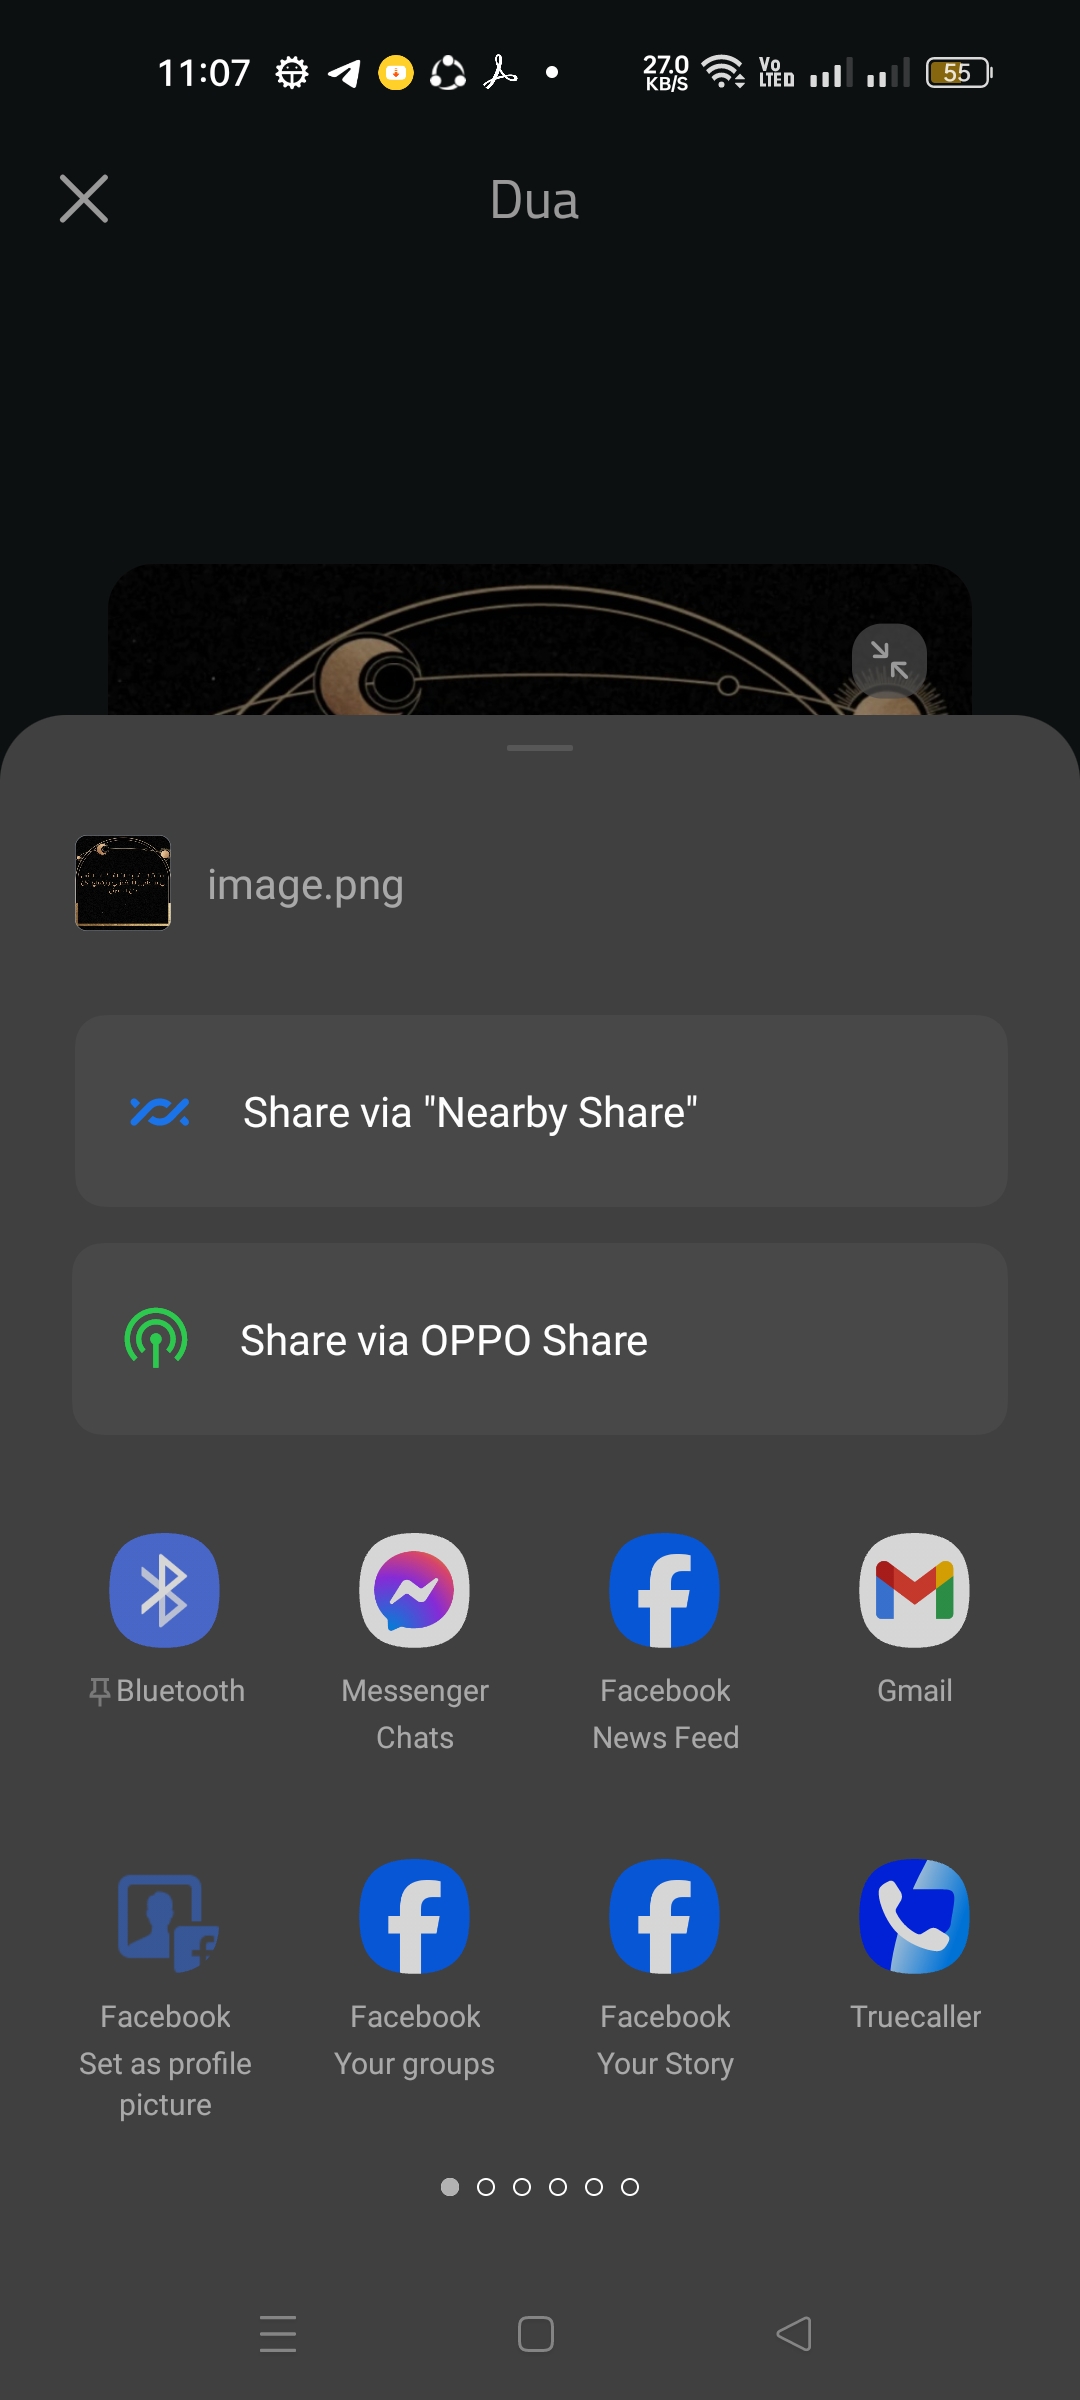 11:07
27.0 KB/S
Vo LTED
55
Dua
image.png
Share via "Nearby Share"
Share via OPPO Share
Bluetooth
Messenger
Chats
Facebook
News Feed
Gmail
Facebook
Set as profile
picture
Facebook
Your groups
Facebook
Your Story
Truecaller